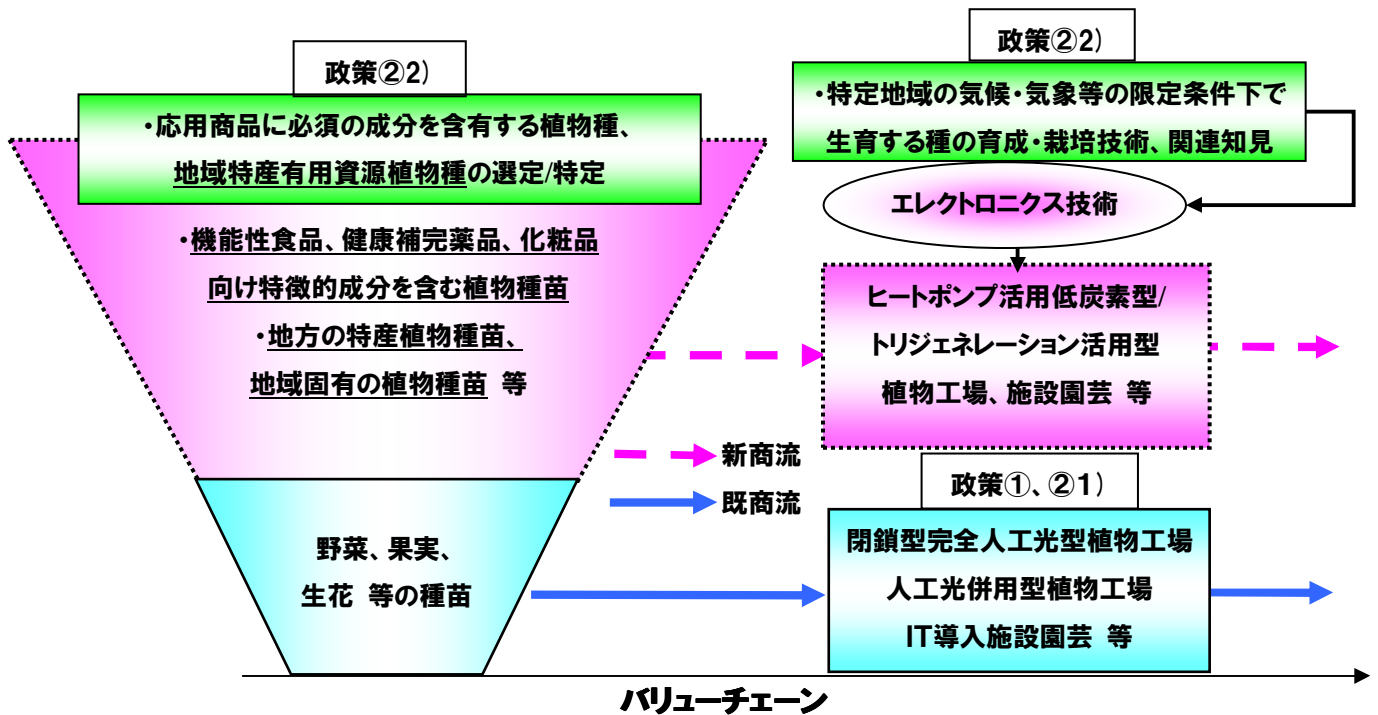 政策②2)
・応用商品に必須の成分を含有する植物種、
地域特産有用資源植物種の選定/特定
・機能性食品、健康補完薬品、化粧品
向け特徴的成分を含む植物種苗
・地方の特産植物種苗、
地域固有の植物種苗 等
野菜、果実、
生花 等の種苗
新商流
既商流
政策②2)
・特定地域の気候・気象等の限定条件下で
生育する種の育成・栽培技術、関連知見
エレクトロニクス技術
ヒートポンプ活用低炭素型/
トリジェネレーション活用型
植物工場、施設園芸 等
政策①、②1)
閉鎖型完全人工光型植物工場
人工光併用型植物工場
IT導入施設園芸 等
バリューチェーン